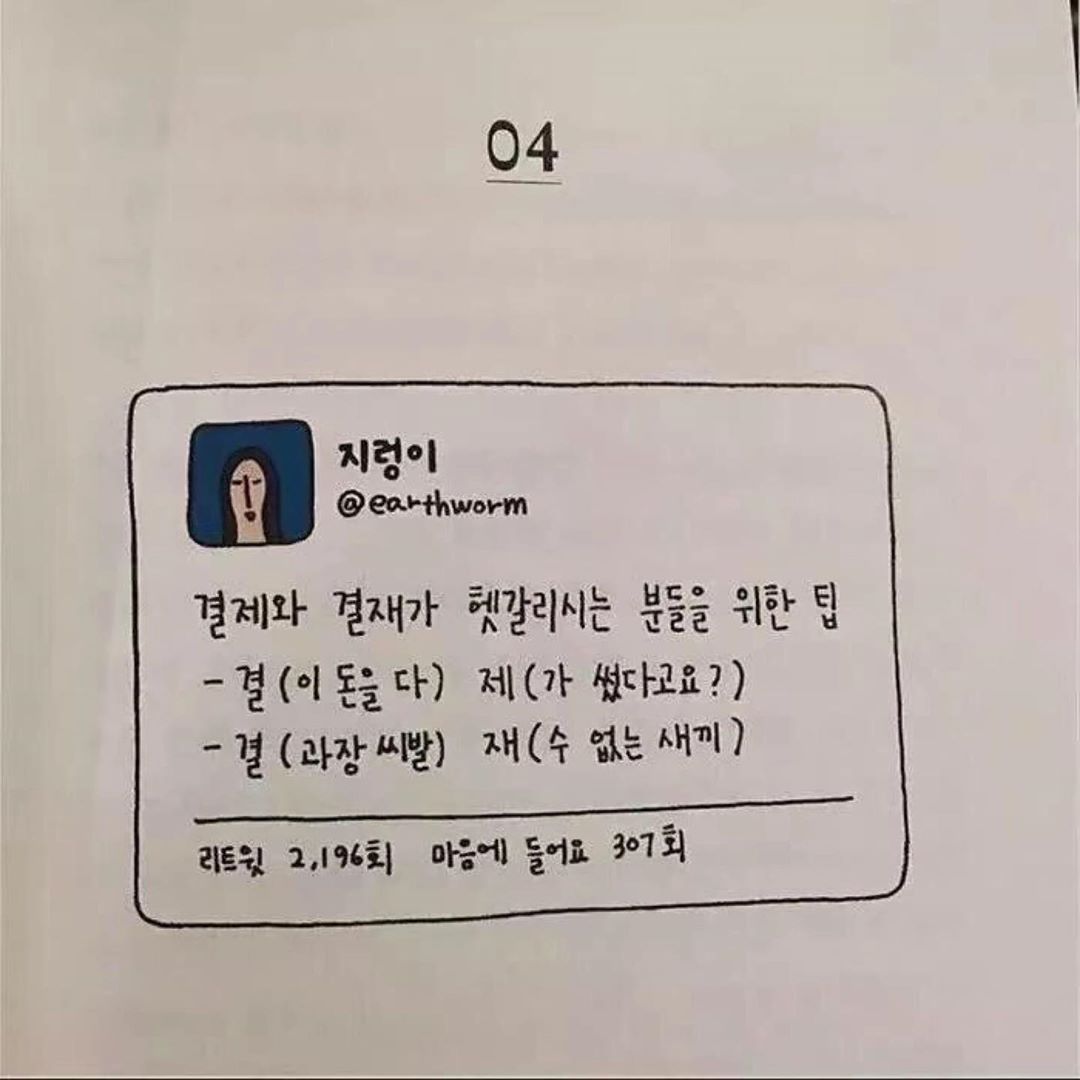 04
지렁이
@earthworm
결제와 결재가 헷갈리시는 분들을 위한 팁
- 결(이 돈을 다) 제(가 썼다고요?)
- 결(과장 씨발) 재(수 없는 새끼)
리트윗 2,196회 마음에 들어요 307회